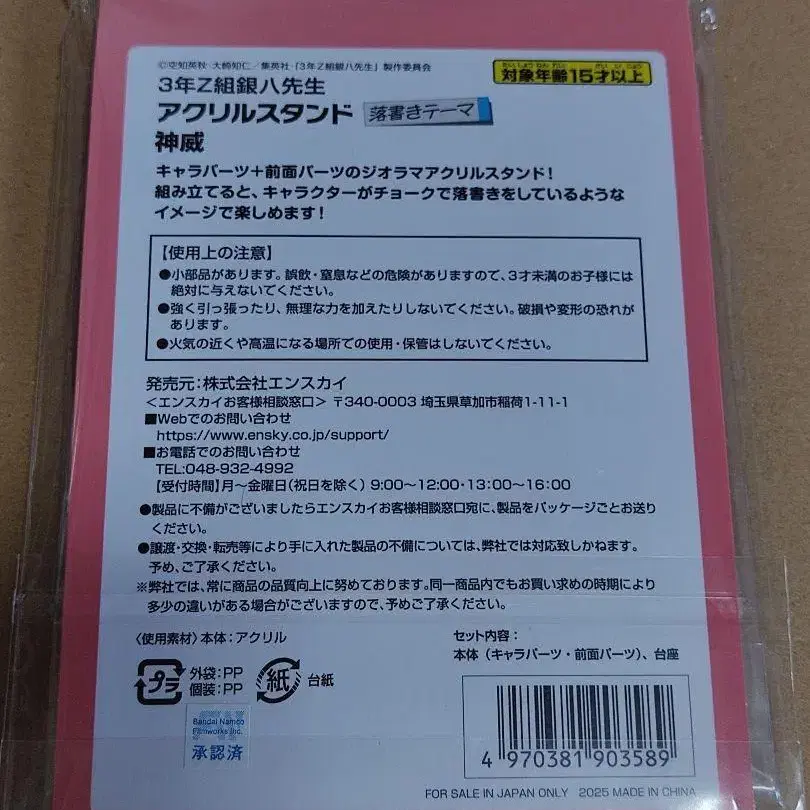 ©空知英秋・大崎知仁／集英社・「3年Z組銀八先生」製作委員会
対象年齢15才以上
3年Z組銀八先生
アクリルスタンド 落書きテーマ
神威
キャラパーツ＋前面パーツのジオラマアクリルスタンド！
組み立てると、キャラクターがチョークで落書きをしているような
イメージで楽しめます！
【使用上の注意】
●小部品があります。誤飲・窒息などの危険がありますので、3才未満のお子様には
絶対に与えないでください。
●強く引っ張ったり、無理な力を加えたりしないでください。破損や変形の恐れが
あります。
●火気の近くや高温になる場所での使用・保管はしないでください。
発売元：株式会社エンスカイ
＜エンスカイお客様相談窓口＞ 〒340-0003 埼玉県草加市稲荷1-11-1
■Webでのお問い合わせ
https://www.ensky.co.jp/support/
■お電話でのお問い合わせ
TEL:048-932-4992
【受付時間】月～金曜日（祝日を除く） 9:00～12:00・13:00～16:00
●製品に不備がございましたらエンスカイお客様相談窓口宛に、製品をパッケージごとお送り
ください。
●譲渡・交換・転売等により手に入れた製品の不備については、弊社では対応致しかねます。
予め、ご了承ください。
※弊社では、常に商品の品質向上に努めております。同一商品内でもお買い求めの時期により
多少の違いがある場合がございますので、予めご了承ください。
〈使用素材〉本体：アクリル
セット内容：
本体（キャラパーツ・前面パーツ）、台座
プラ 外袋：PP
個装：PP
紙 台紙
Bandai Namco
Filmworks Inc.
承認済
4 970381 903589
FOR SALE IN JAPAN ONLY 2025 MADE IN CHINA